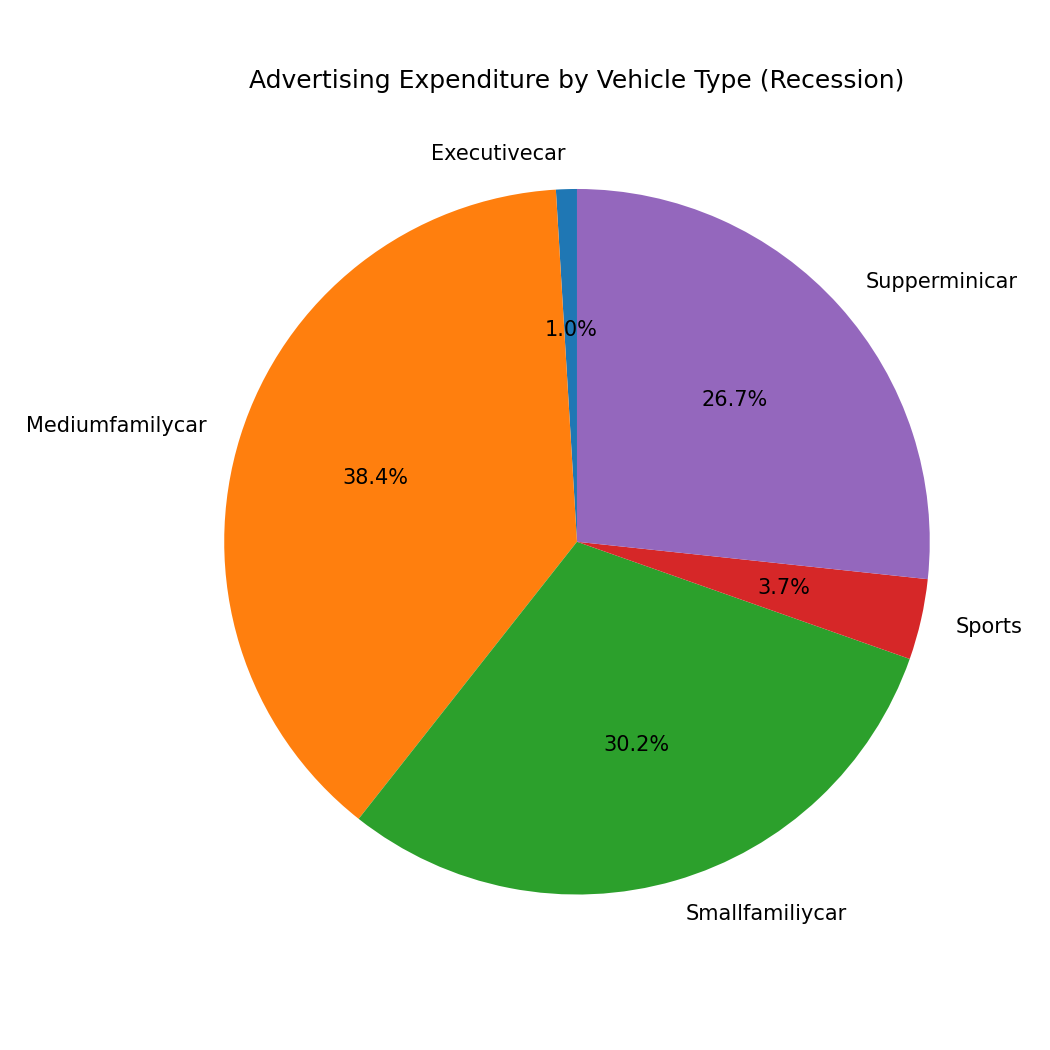 Advertising Expenditure by Vehicle Type (Recession)
Executivecar
Supperminicar
1.0%
26.7%
Mediumfamilycar
38.4%
3.7%
Sports
30.2%
Smallfamiliycar